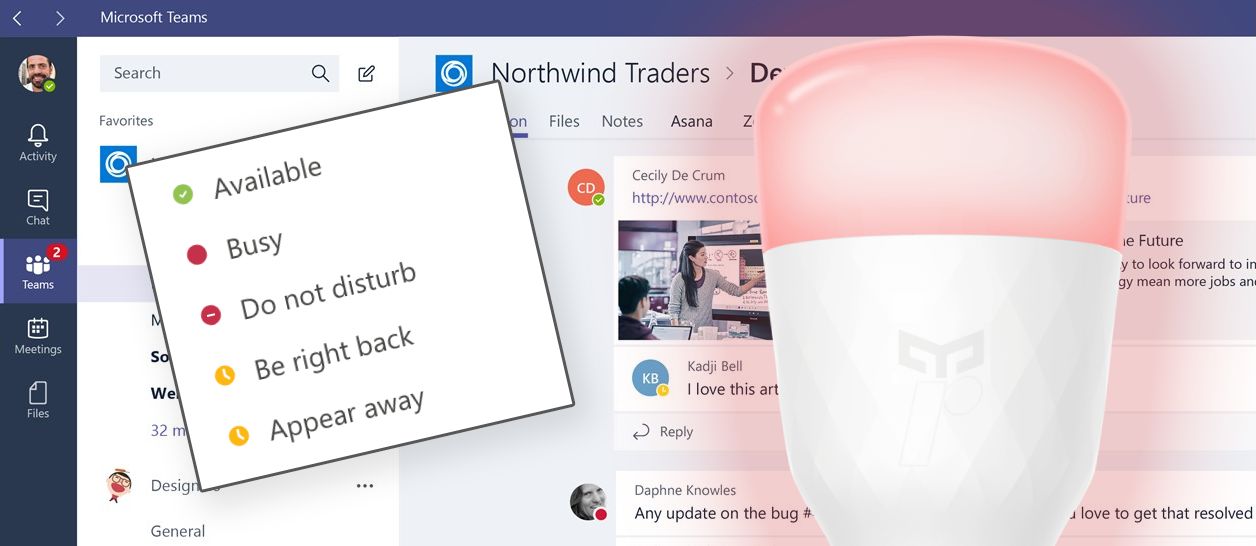 Microsoft Teams
Search
Northwind Traders > De
Favorites
on Files Notes Asana
Activity
Chat
2
Teams
Meetings
Files
Available
Busy
Do not disturb
Be right back
Appear away
32 m
General
CD
Cecily De Crum
http://www.contos
ture
e Future
y to look forward to in
gy mean more jobs and
KB
Kadji Bell
I love this art
Reply
Daphne Knowles
Any update on the bug #
love to get that resolved